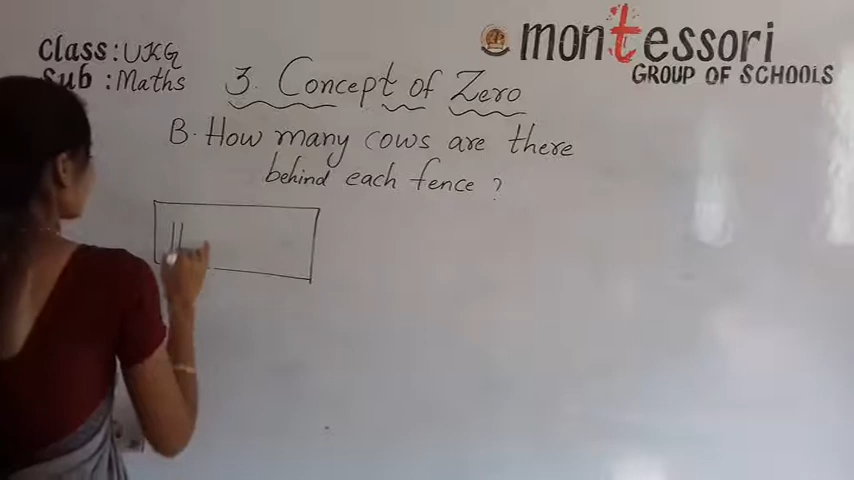 Class: UKG
Sub : Maths
montessori
GROUP OF SCHOOLS
3. Concept of Zero
B. How many cows are there
behind each fence ?